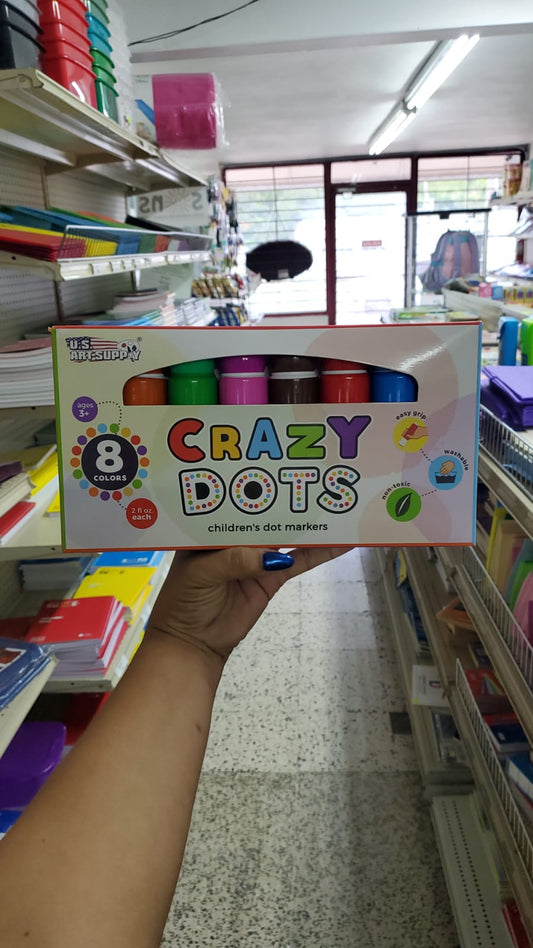 U.S.
ART SUPPLY
ages
3+
8
COLORS
2 fl oz.
each
CRAZY
DOTS
children's dot markers
easy grip
washable
non-toxic